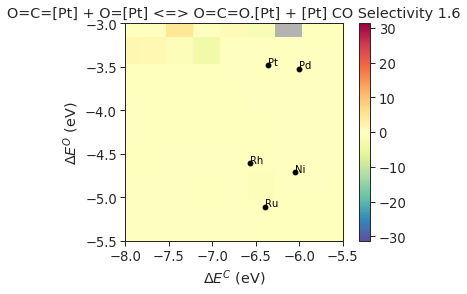 O=C=[Pt] + O=[Pt] <=> O=C=O.[Pt] + [Pt] CO Selectivity 1.6
−3.0
−3.5
−4.0
−4.5
−5.0
−5.5
ΔE^O (eV)
Pt
Pd
Rh
Ni
Ru
−8.0 −7.5 −7.0 −6.5 −6.0 −5.5
ΔE^C (eV)
30
20
10
0
−10
−20
−30